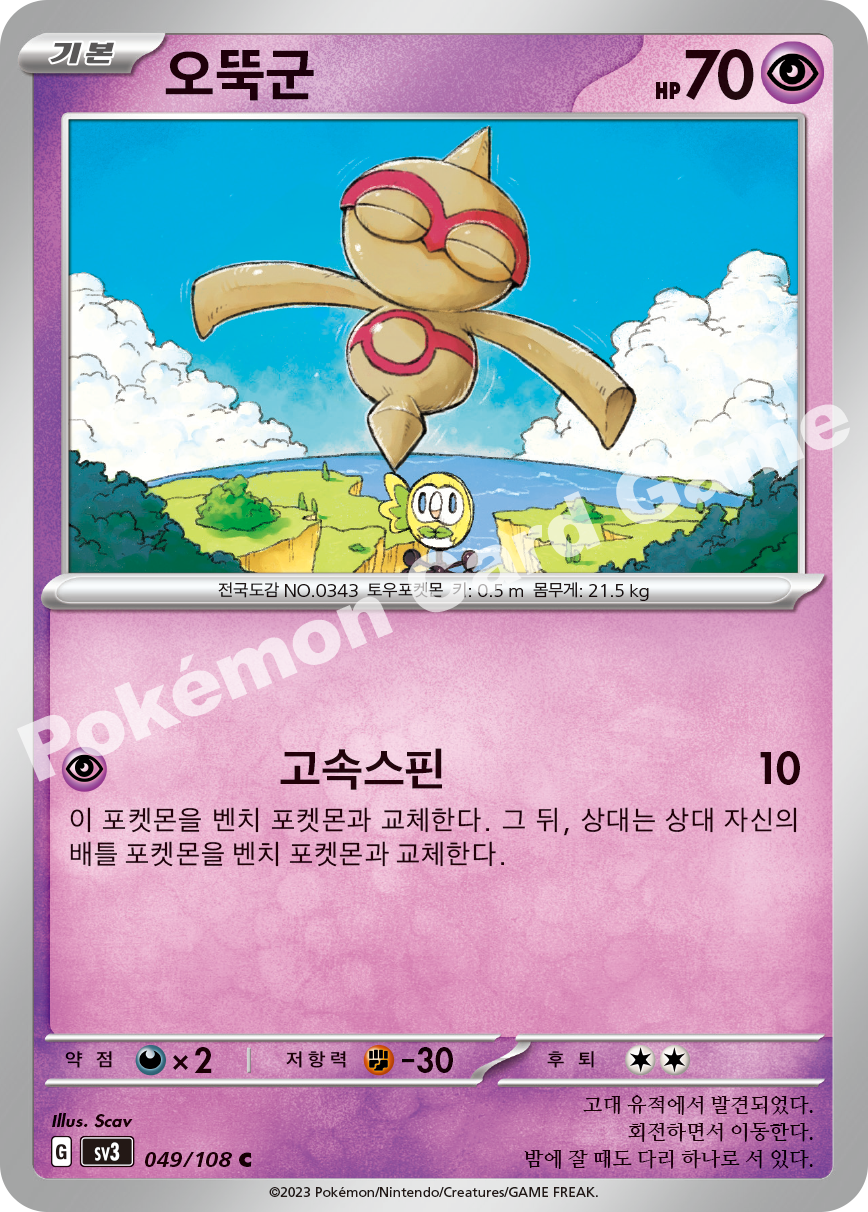 기본
오뚝군
HP 70
전국도감 NO.0343 토우포켓몬 키: 0.5 m 몸무게: 21.5 kg
고속스핀 10
이 포켓몬을 벤치 포켓몬과 교체한다. 그 뒤, 상대는 상대 자신의
배틀 포켓몬을 벤치 포켓몬과 교체한다.
약점 ×2 저항력 -30 후퇴
고대 유적에서 발견되었다.
회전하면서 이동한다.
밤에 잘 때도 다리 하나로 서 있다.
Illus. Scav
G sv3 049/108 C
©2023 Pokémon/Nintendo/Creatures/GAME FREAK.
Pokémon Card Game